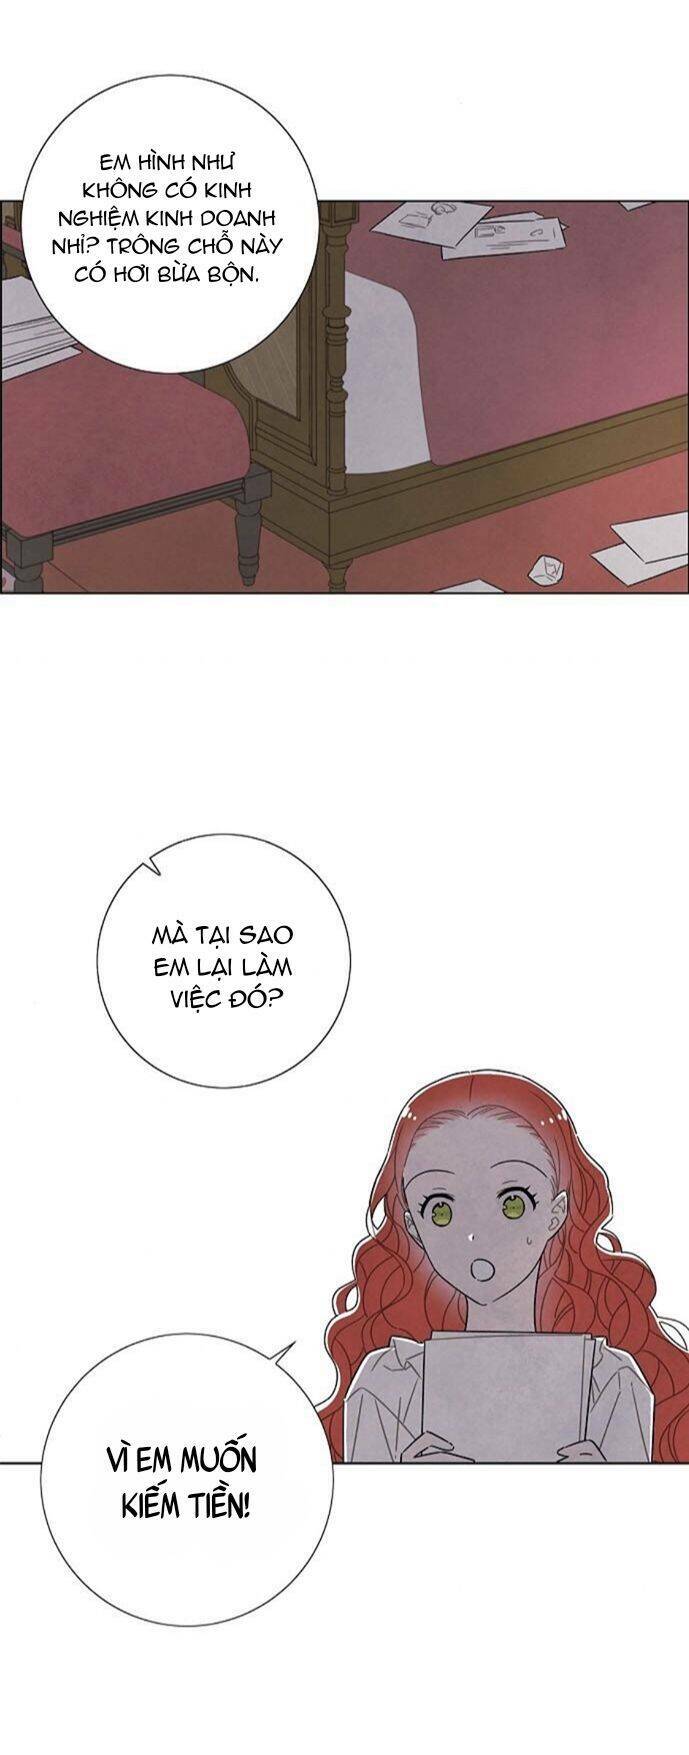 EM HÌNH NHƯ
KHÔNG CÓ KINH
NGHIỆM KINH DOANH
NHỈ? TRÔNG CHỖ NÀY
CÓ HƠI BỪA BỘN.
MÀ TẠI SAO
EM LẠI LÀM
VIỆC ĐÓ?
VÌ EM MUỐN
KIẾM TIỀN!